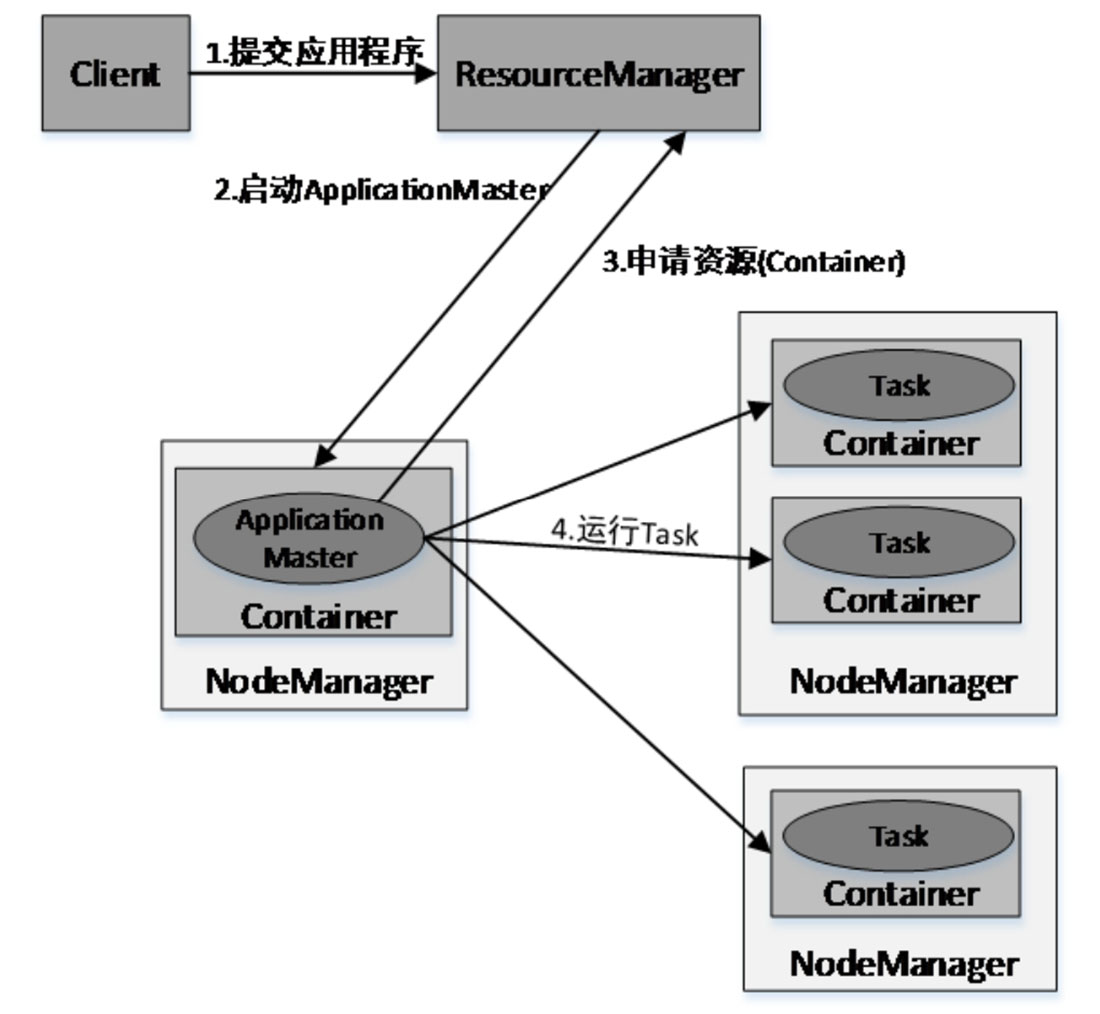 Client
1.提交应用程序
ResourceManager
2.启动ApplicationMaster
3.申请资源(Container)
Application
Master
Container
NodeManager
4.运行Task
Task
Container
Task
Container
NodeManager
Task
Container
NodeManager